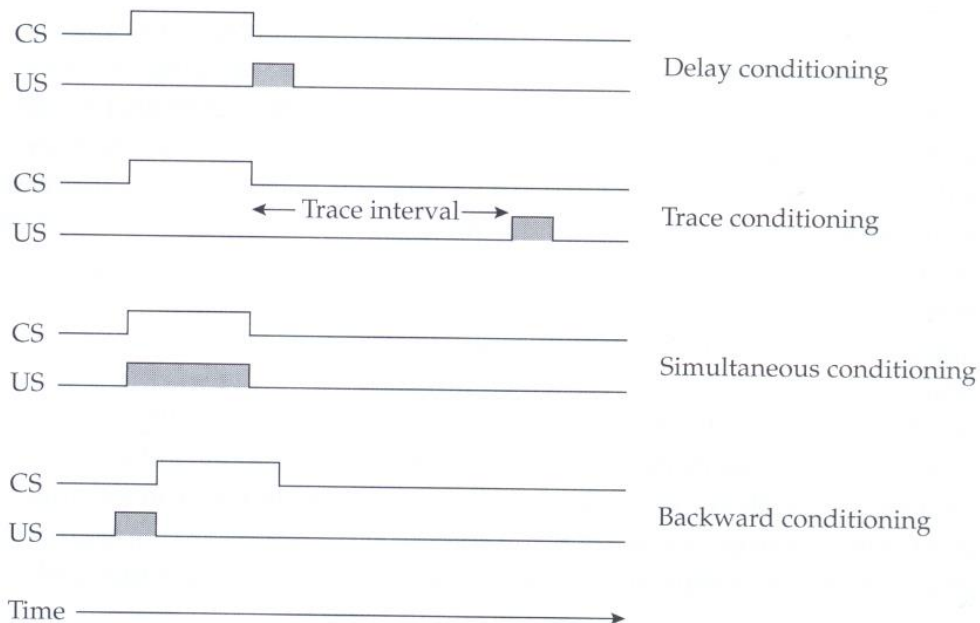 CS
US
Delay conditioning
CS
Trace interval
US
Trace conditioning
CS
US
Simultaneous conditioning
CS
US
Backward conditioning
Time